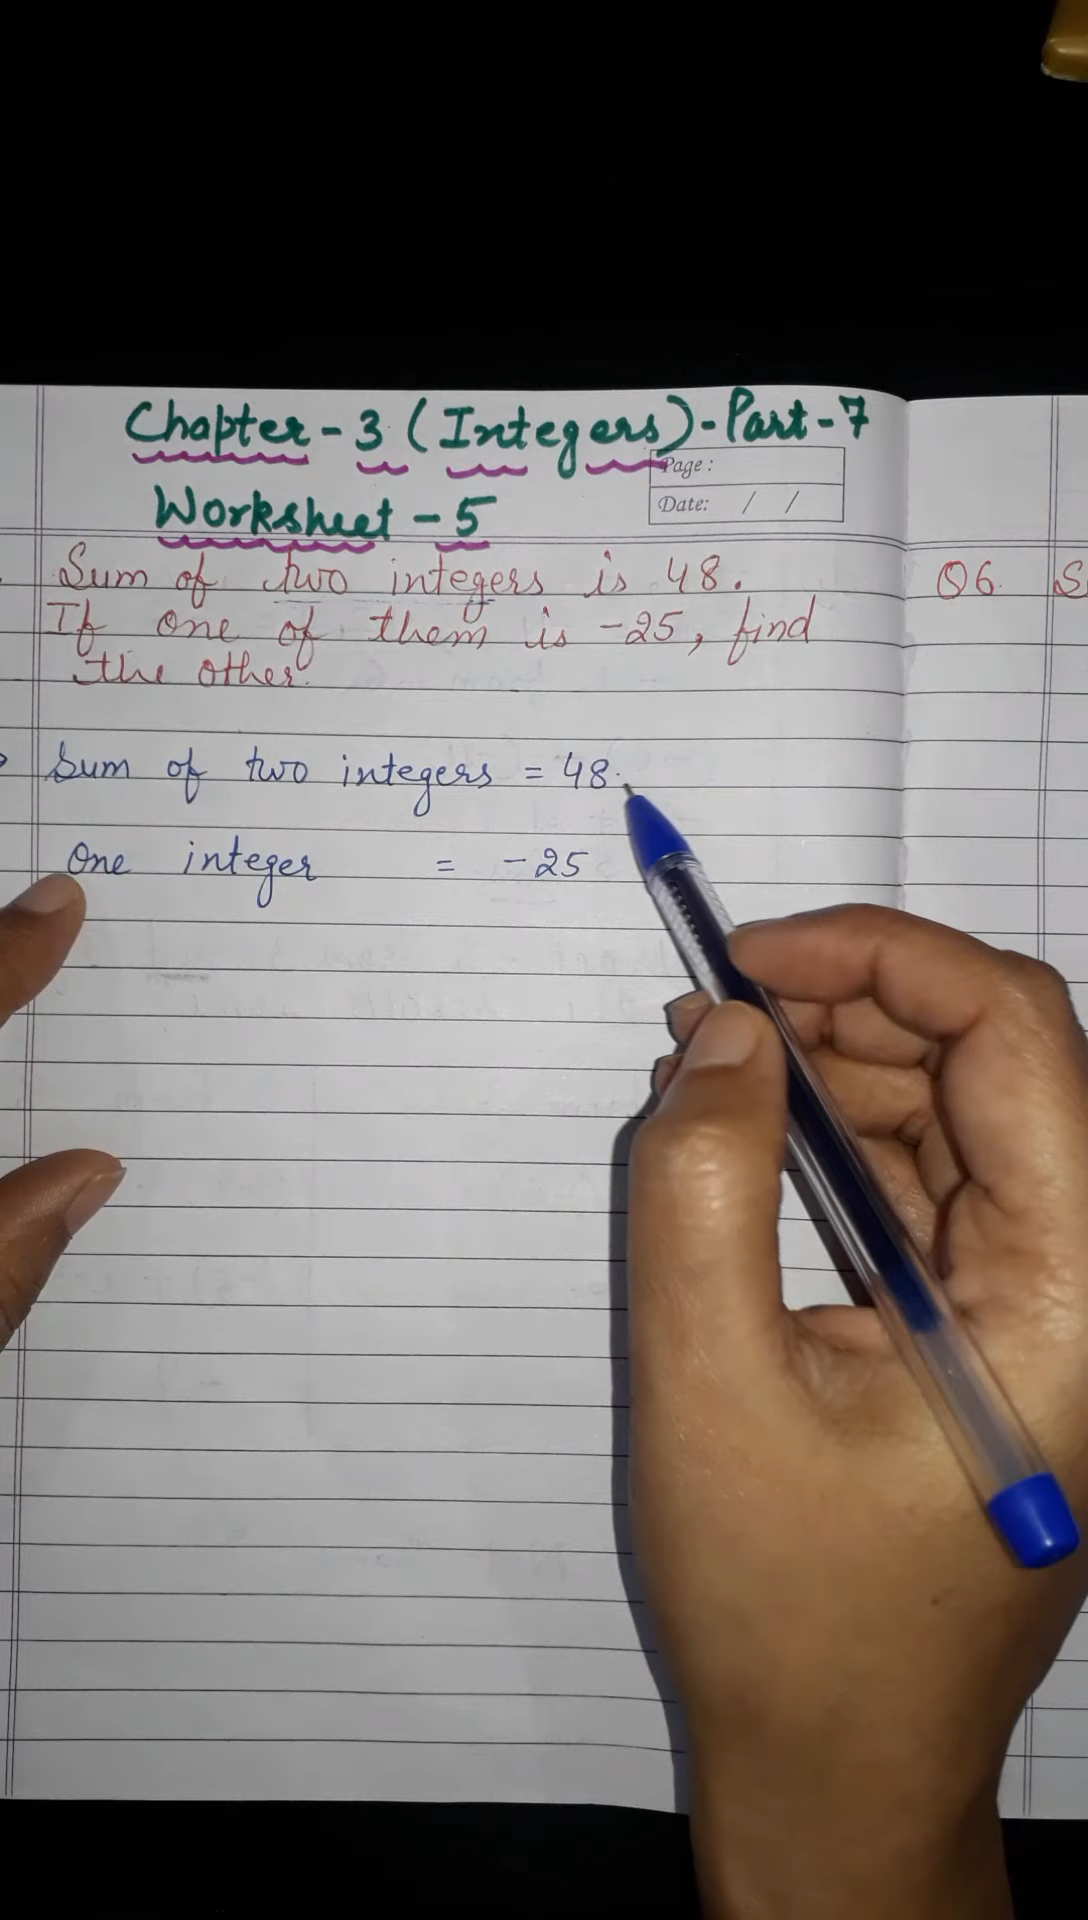 Chapter - 3 (Integers) - Part - 7
Page :
Worksheet - 5
Date: / /
Sum of two integers is 48.
If one of them is -25, find
the other.
Sum of two integers = 48.
One integer = -25
Q6. S